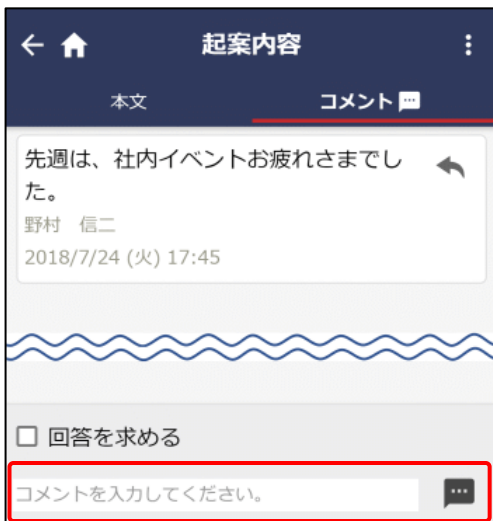 起案内容
本文
コメント
先週は、社内イベントお疲れさまでし
た。
野村 信二
2018/7/24 (火) 17:45
回答を求める
コメントを入力してください。